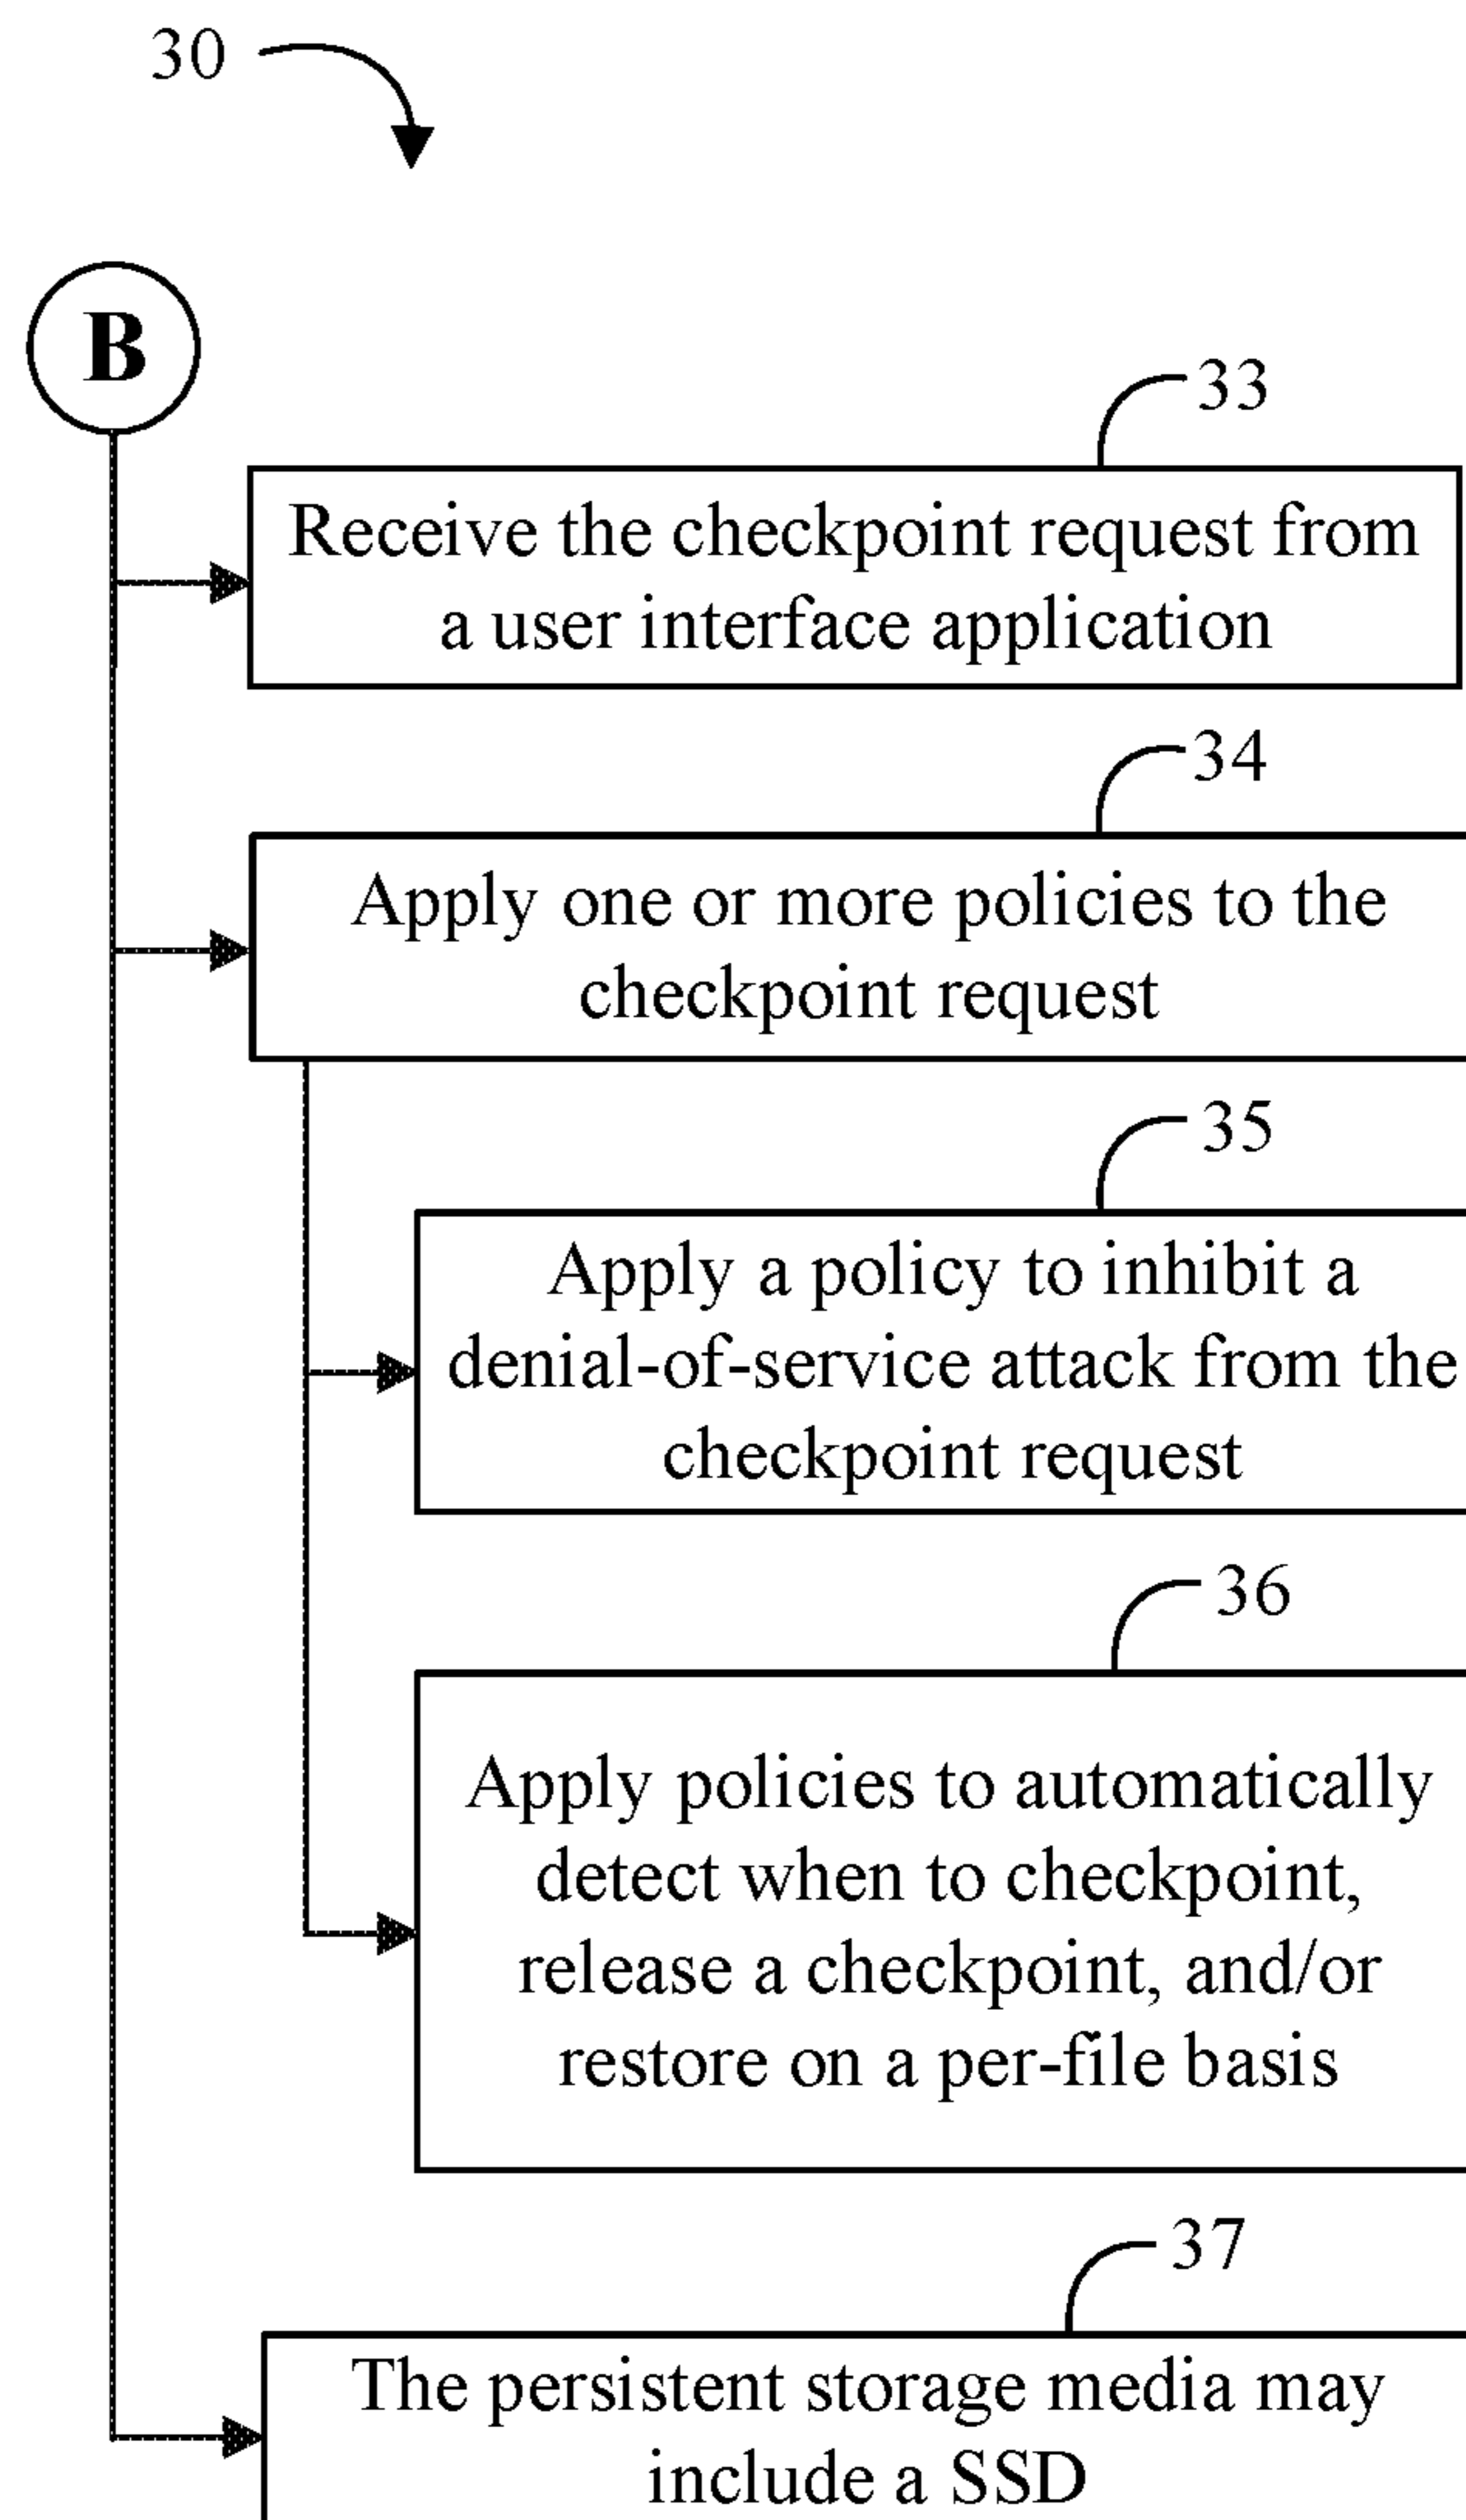 30
B
33
Receive the checkpoint request from
a user interface application
34
Apply one or more policies to the
checkpoint request
35
Apply a policy to inhibit a
denial-of-service attack from the
checkpoint request
36
Apply policies to automatically
detect when to checkpoint,
release a checkpoint, and/or
restore on a per-file basis
37
The persistent storage media may
include a SSD